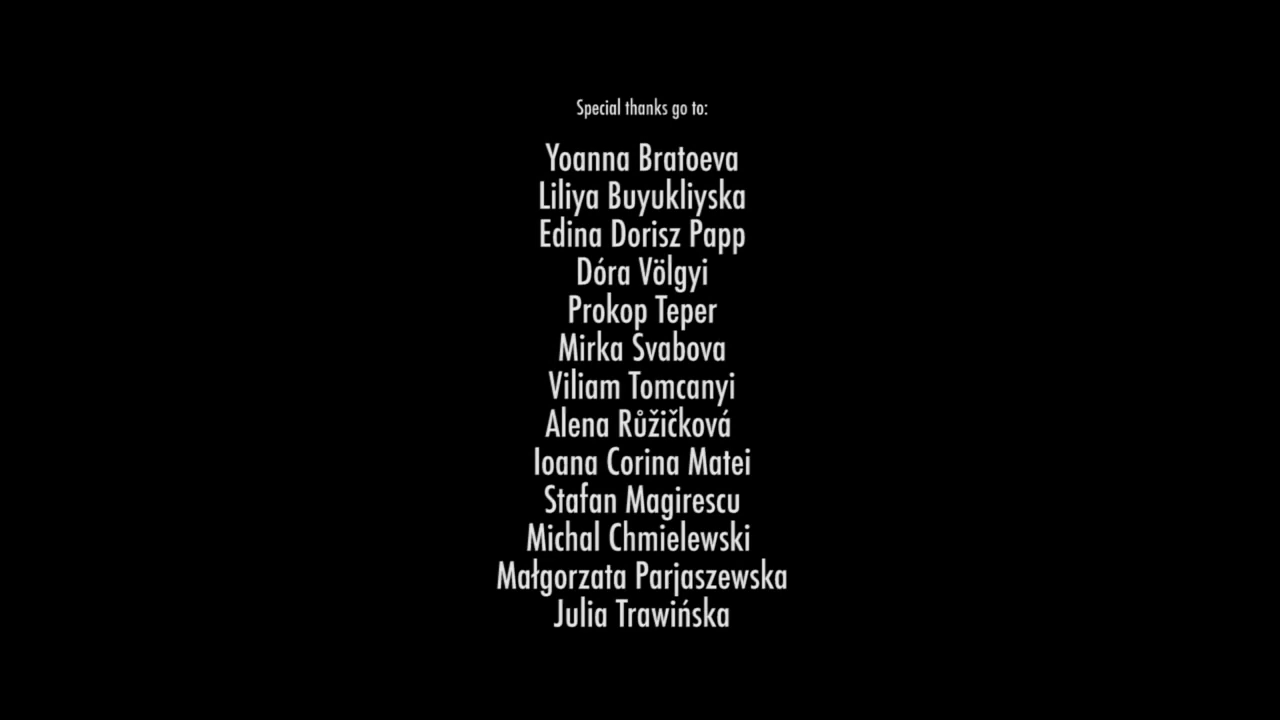 Special thanks go to:
Yoanna Bratoeva
Liliya Buyukliyska
Edina Dorisz Papp
Dóra Völgyi
Prokop Teper
Mirka Svabova
Viliam Tomcanyi
Alena Růžičková
Ioana Corina Matei
Stafan Magirescu
Michal Chmielewski
Małgorzata Parjaszewska
Julia Trawińska